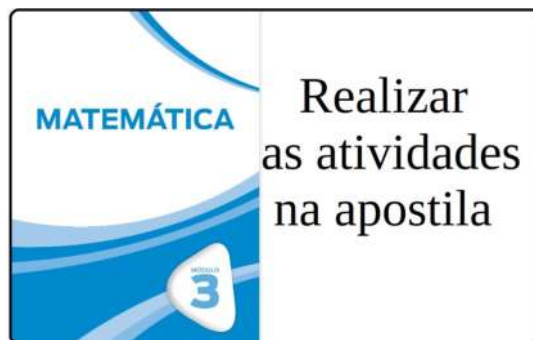 MATEMÁTICA
MÓDULO
3
Realizar
as atividades
na apostila